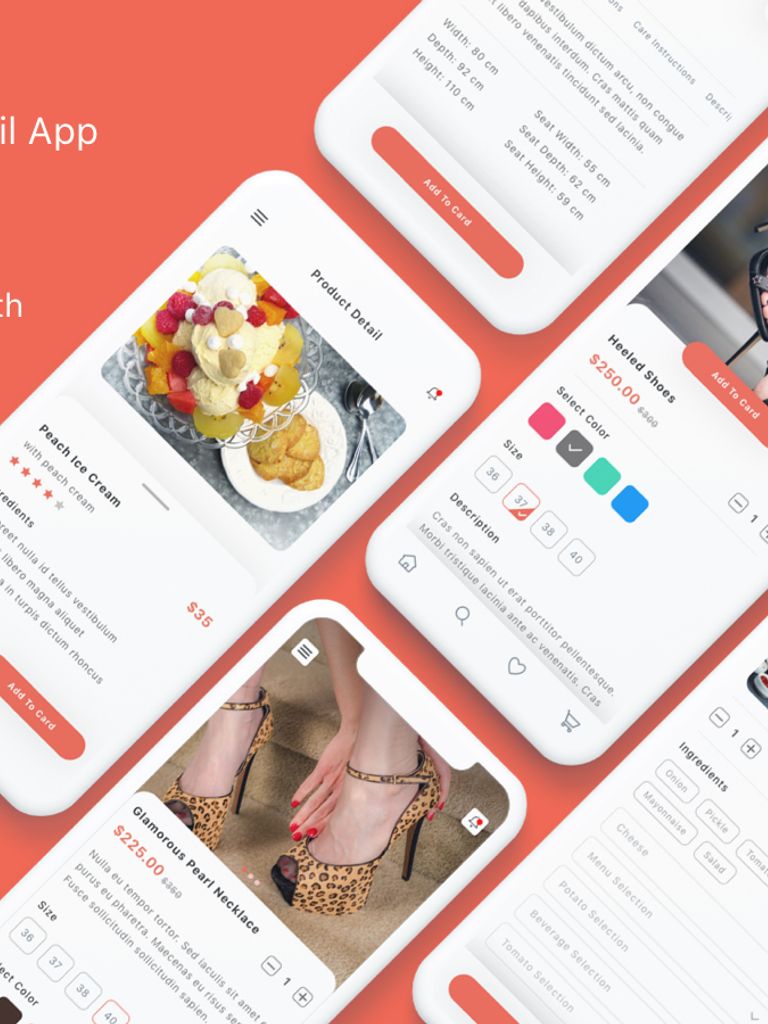 il App
th
Care Instructions
vestibulum dictum arcu, non congue
dapibus interdum. Cras mattis quam
t libero venenatis tincidunt sed lacinia.
Width: 80 cm
Depth: 92 cm
Height: 110 cm
Seat Width: 55 cm
Seat Depth: 62 cm
Seat Height: 59 cm
Add To Card
Product Detail
Peach Ice Cream
with peach cream
redients
reet nulla id tellus vestibulum
libero magna aliquet
a in turpis dictum rhoncus
$35
Add To Card
Heeled Shoes
$250.00 $300
Add To Card
Select Color
Size
36
37
38
40
1
Description
Cras non sapien ut erat porttitor pellentesque.
Morbi tristique lacinia ante ac venenatis. Cras
Glamorous Pearl Necklace
$225.00 $350
Nulla eu tempor tortor. Sed iaculis sit amet
purus eu pharetra. Maecenas eu risus
Fusce sollicitudin sollicitudin sapien,
1
Size
36
37
38
40
ect Color
1
Ingredients
Onion
Pickle
Tomat
Mayonnaise
Salad
Cheese
Menu Selection
Potato Selection
Beverage Selection
Tomato Selection